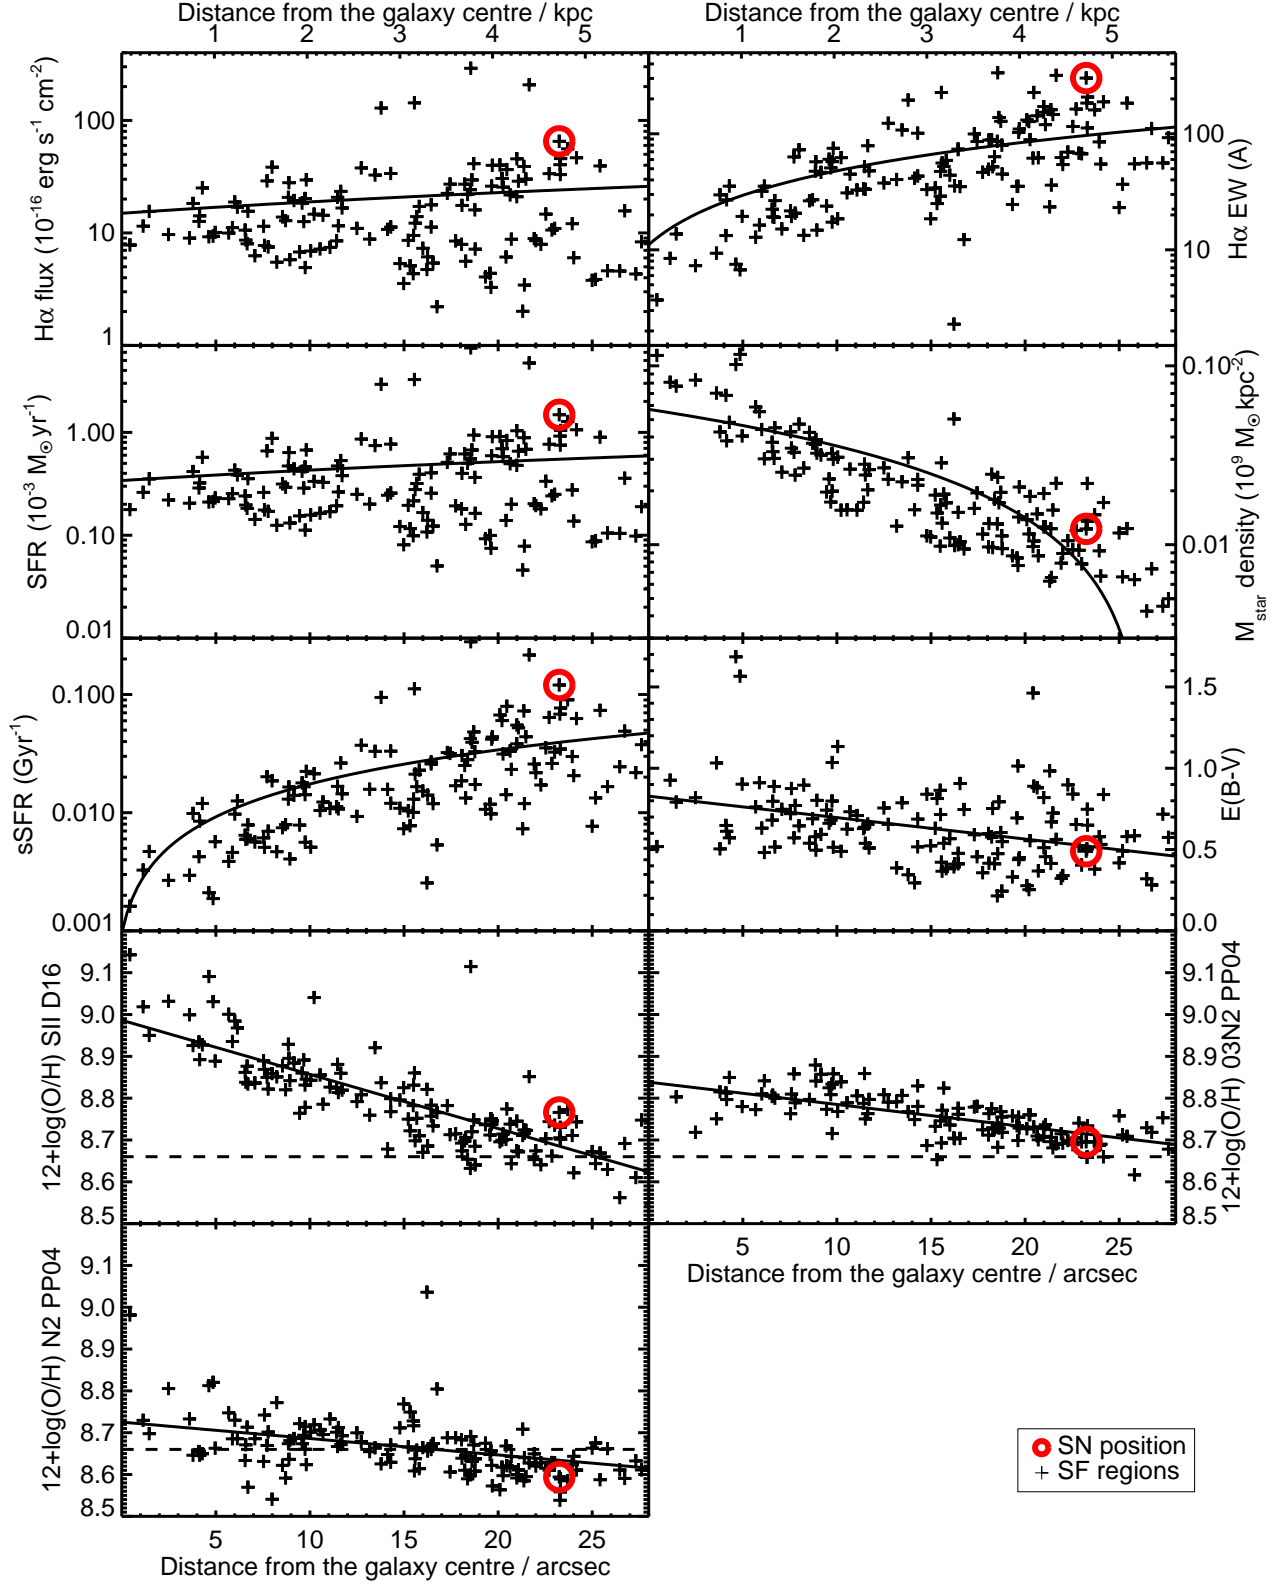 Distance from the galaxy centre / kpc
Distance from the galaxy centre / kpc
1 2 3 4 5
1 2 3 4 5
100
10
1
Hα flux (10⁻¹⁶ erg s⁻¹ cm⁻²)
100
10
Hα EW (A)
1.00
0.10
0.01
SFR (10⁻³ M☉ yr⁻¹)
0.10
0.01
M_star density (10⁹ M☉ kpc⁻²)
0.100
0.010
0.001
sSFR (Gyr⁻¹)
1.5
1.0
0.5
0.0
E(B-V)
9.1
9.0
8.9
8.8
8.7
8.6
8.5
12+log(O/H) SII D16
9.1
9.0
8.9
8.8
8.7
8.6
8.5
12+log(O/H) 03N2 PP04
5 10 15 20 25
Distance from the galaxy centre / arcsec
9.1
9.0
8.9
8.8
8.7
8.6
8.5
12+log(O/H) N2 PP04
5 10 15 20 25
Distance from the galaxy centre / arcsec
SN position
SF regions